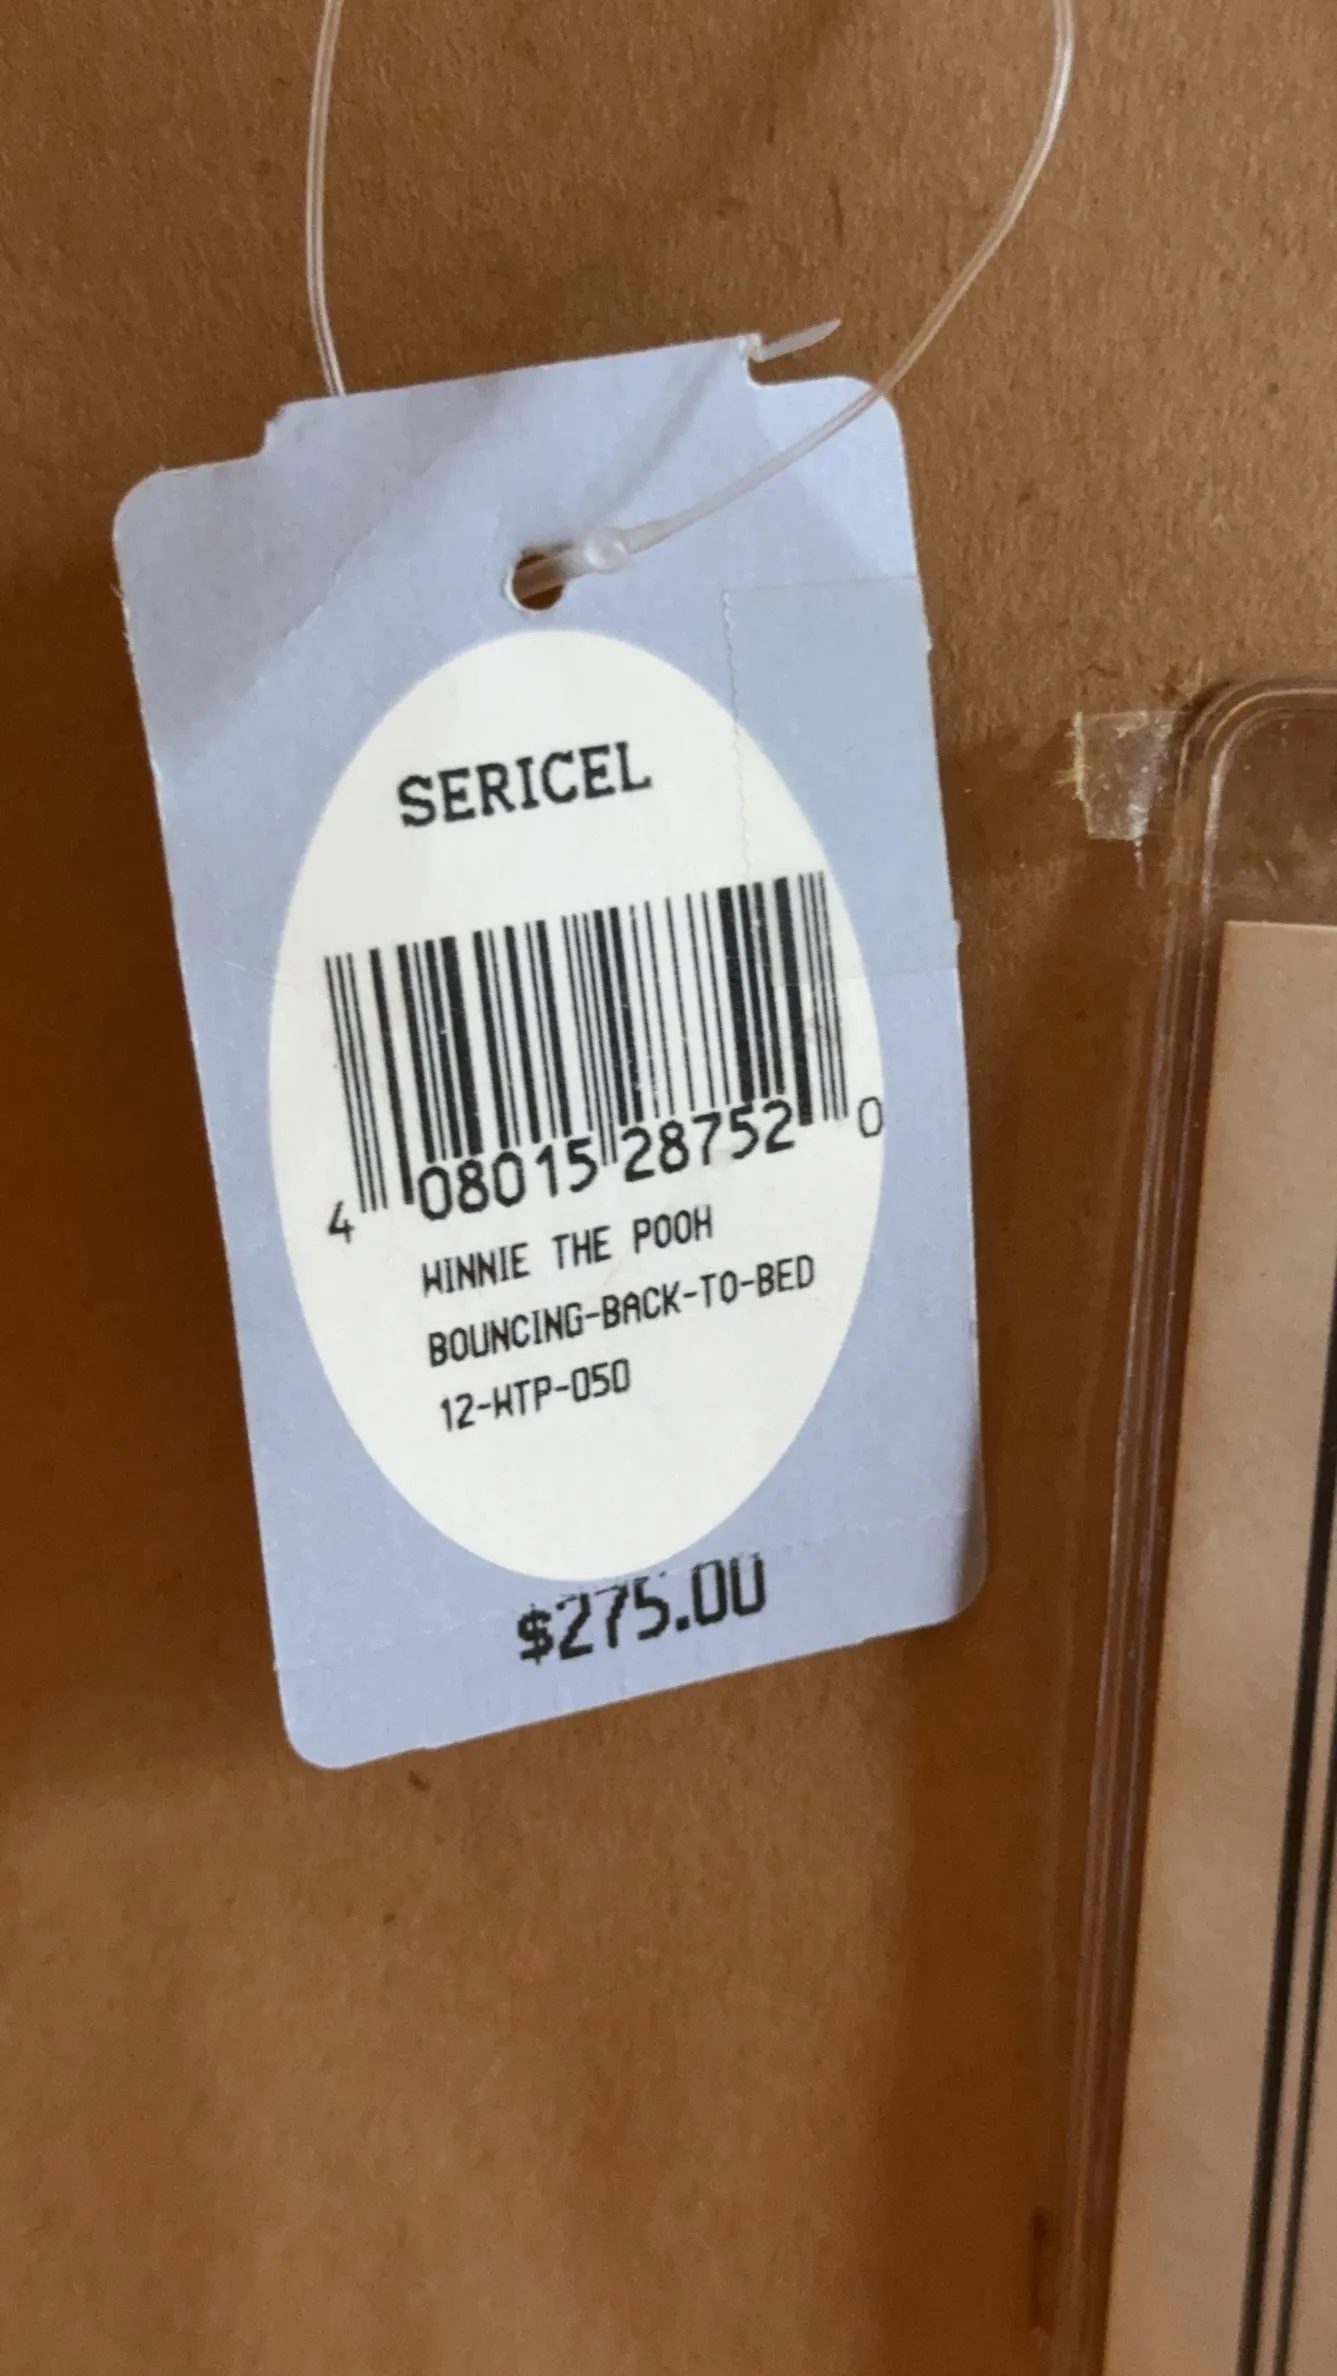 SERICEL
4 08015 28752 0
WINNIE THE POOH
BOUNCING-BACK-TO-BED
12-WTP-050
$275.00